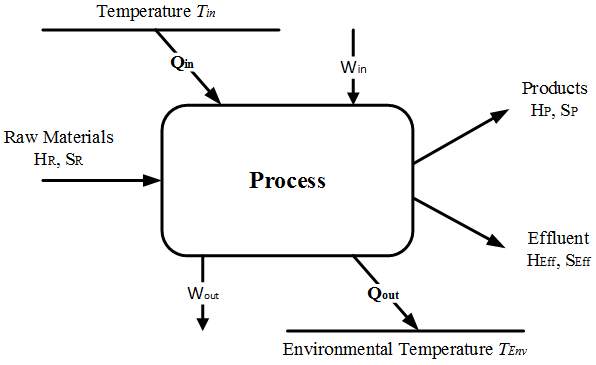 Temperature Tin
Qin
Win
Products
HP, SP
Raw Materials
HR, SR
Process
Effluent
HEff, SEff
Wout
Qout
Environmental Temperature TEnv